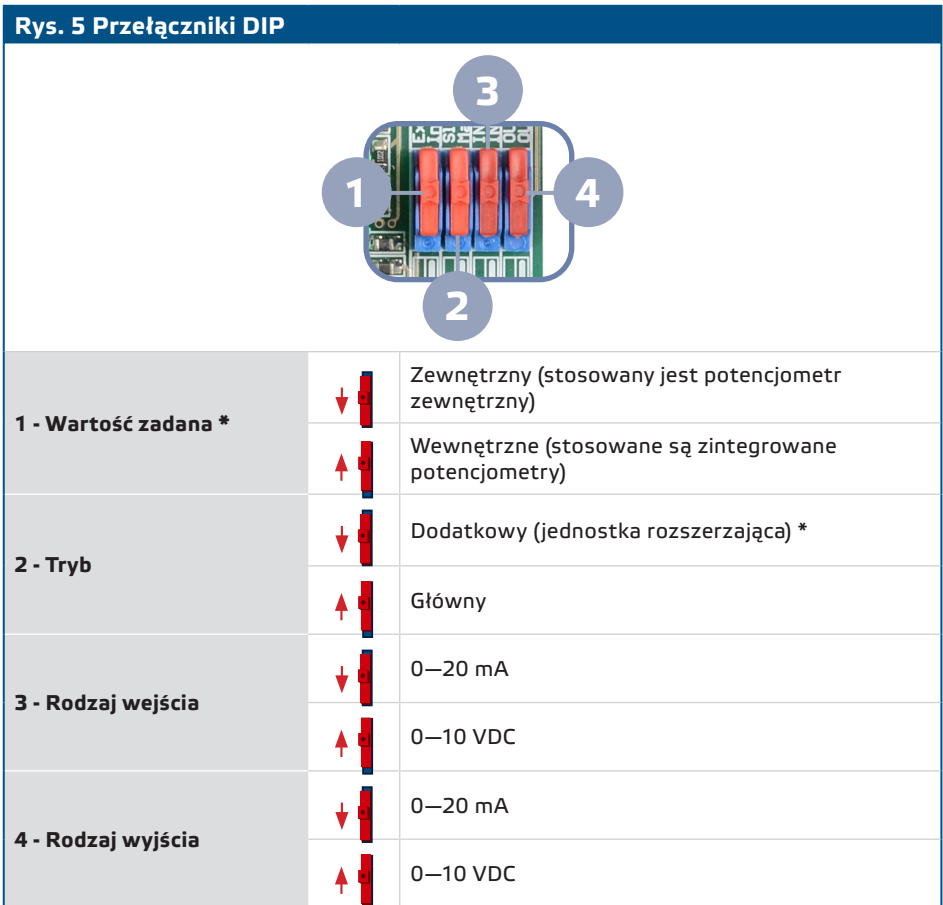 Rys. 5 Przełączniki DIP
3
1
4
2
1 - Wartość zadana *
Zewnętrzny (stosowany jest potencjometr
zewnętrzny)
Wewnętrzne (stosowane są zintegrowane
potencjometry)
2 - Tryb
Dodatkowy (jednostka rozszerzająca) *
Główny
3 - Rodzaj wejścia
0—20 mA
0—10 VDC
4 - Rodzaj wyjścia
0—20 mA
0—10 VDC